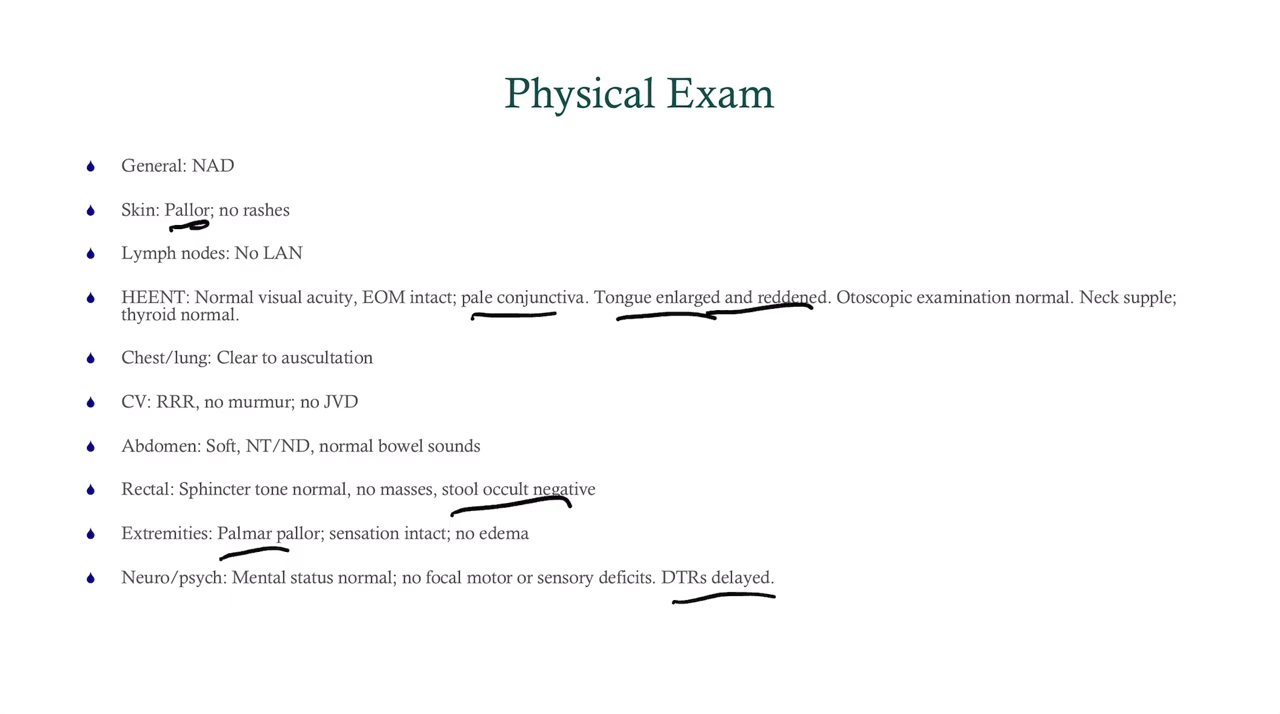 Physical Exam
General: NAD
Skin: Pallor; no rashes
Lymph nodes: No LAN
HEENT: Normal visual acuity, EOM intact; pale conjunctiva. Tongue enlarged and reddened. Otoscopic examination normal. Neck supple;
thyroid normal.
Chest/lung: Clear to auscultation
CV: RRR, no murmur; no JVD
Abdomen: Soft, NT/ND, normal bowel sounds
Rectal: Sphincter tone normal, no masses, stool occult negative
Extremities: Palmar pallor; sensation intact; no edema
Neuro/psych: Mental status normal; no focal motor or sensory deficits. DTRs delayed.